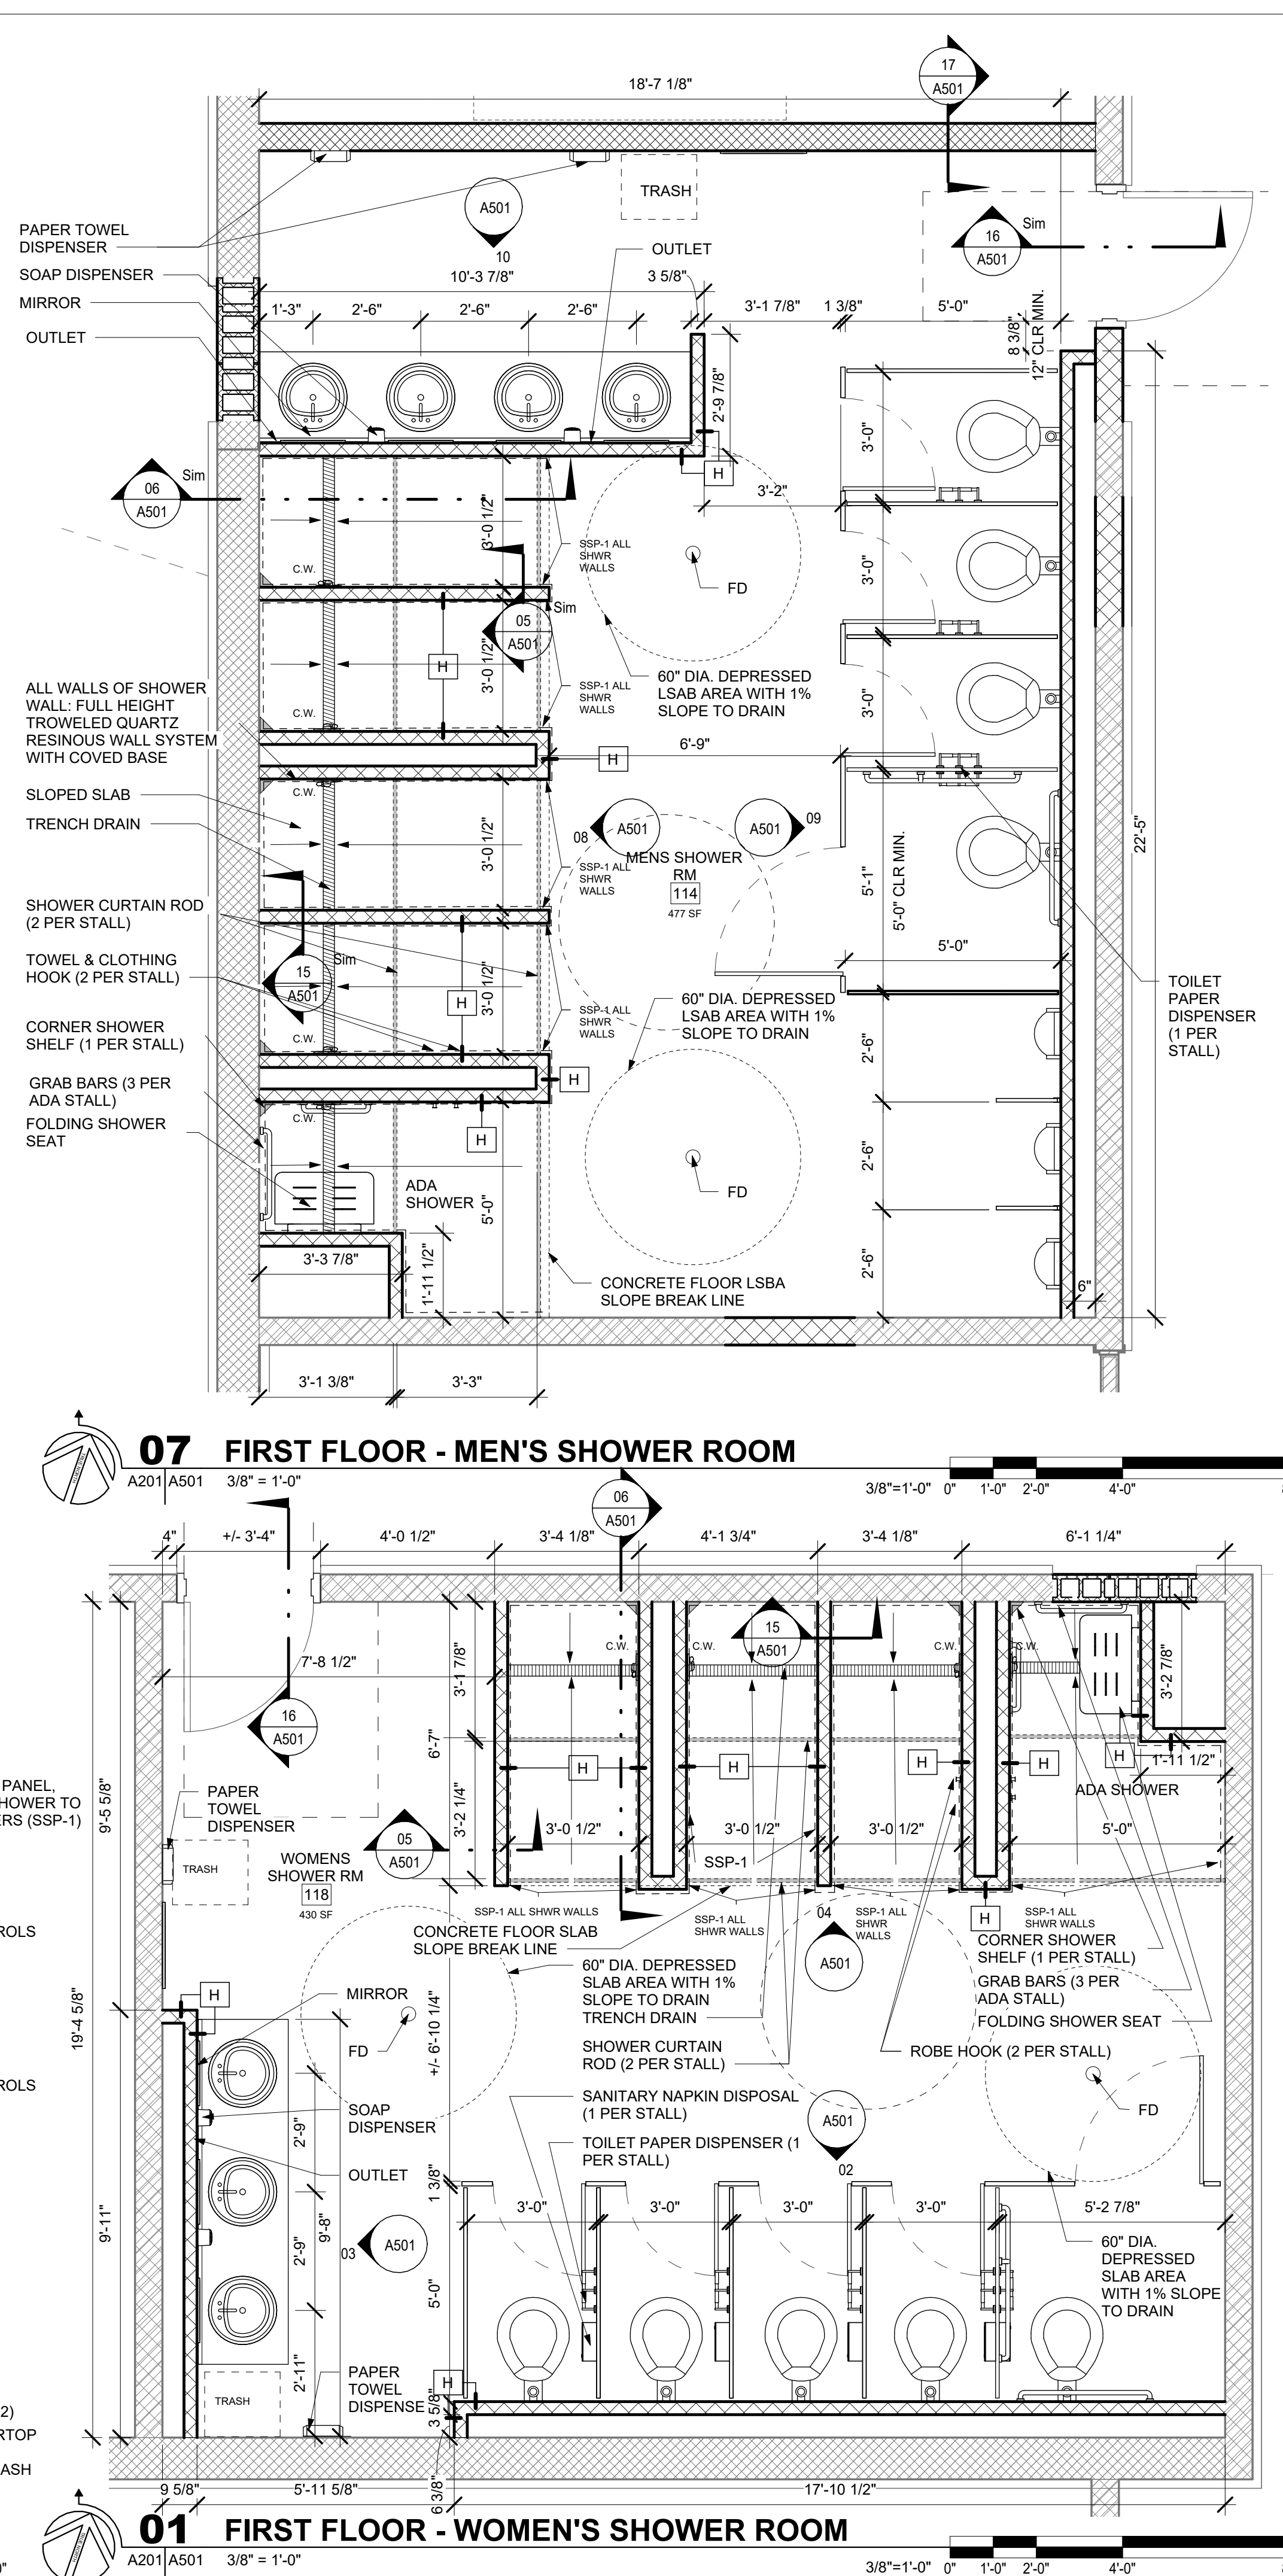 18'-7 1/8"
17
A501
TRASH
A501
10
16
A501
Sim
PAPER TOWEL
DISPENSER
SOAP DISPENSER
MIRROR
OUTLET
OUTLET
10'-3 7/8"
3 5/8"
3'-1 7/8"
1 3/8"
5'-0"
1'-3"
2'-6"
2'-6"
2'-6"
8 3/8"
12" CLR MIN.
2'-9 7/8"
3'-0"
H
3'-2"
06
A501
Sim
3'-0 1/2"
C.W.
SSP-1 ALL
SHWR
WALLS
FD
3'-0"
05
A501
Sim
H
3'-0 1/2"
C.W.
SSP-1 ALL
SHWR
WALLS
60" DIA. DEPRESSED
LSAB AREA WITH 1%
SLOPE TO DRAIN
3'-0"
ALL WALLS OF SHOWER
WALL: FULL HEIGHT
TROWELED QUARTZ
RESINOUS WALL SYSTEM
WITH COVED BASE
6'-9"
H
SLOPED SLAB
TRENCH DRAIN
C.W.
3'-0 1/2"
08
A501
A501
09
MENS SHOWER
RM
114
477 SF
SSP-1 ALL
SHWR
WALLS
22'-5"
5'-1"
5'-0" CLR MIN.
SHOWER CURTAIN ROD
(2 PER STALL)
TOWEL & CLOTHING
HOOK (2 PER STALL)
15
A501
Sim
H
3'-0 1/2"
C.W.
SSP-1 ALL
SHWR
WALLS
5'-0"
60" DIA. DEPRESSED
LSAB AREA WITH 1%
SLOPE TO DRAIN
TOILET
PAPER
DISPENSER
(1 PER
STALL)
CORNER SHOWER
SHELF (1 PER STALL)
GRAB BARS (3 PER
ADA STALL)
FOLDING SHOWER
SEAT
H
C.W.
H
2'-6"
2'-6"
2'-6"
ADA
SHOWER
5'-0"
FD
3'-3 7/8"
1'-11 1/2"
CONCRETE FLOOR LSBA
SLOPE BREAK LINE
6"
3'-1 3/8"
3'-3"
07 FIRST FLOOR - MEN'S SHOWER ROOM
A201 A501 3/8" = 1'-0"
3/8"=1'-0" 0" 1'-0" 2'-0" 4'-0"
06
A501
4"
+/- 3'-4"
4'-0 1/2"
3'-4 1/8"
4'-1 3/4"
3'-4 1/8"
6'-1 1/4"
15
A501
C.W.
C.W.
C.W.
C.W.
7'-8 1/2"
3'-1 7/8"
3'-2 7/8"
16
A501
6'-7"
H
H
H
H
H
1'-11 1/2"
ADA SHOWER
PANEL,
HOWER TO
ERS (SSP-1)
9'-5 5/8"
PAPER
TOWEL
DISPENSER
3'-2 1/4"
05
A501
3'-0 1/2"
3'-0 1/2"
3'-0 1/2"
5'-0"
TRASH
WOMENS
SHOWER RM
118
430 SF
SSP-1
SSP-1 ALL SHWR WALLS
SSP-1 ALL
SHWR WALLS
04
A501
SSP-1 ALL
SHWR
WALLS
H
SSP-1 ALL
SHWR WALLS
ROLS
CONCRETE FLOOR SLAB
SLOPE BREAK LINE
60" DIA. DEPRESSED
SLAB AREA WITH 1%
SLOPE TO DRAIN
TRENCH DRAIN
CORNER SHOWER
SHELF (1 PER STALL)
GRAB BARS (3 PER
ADA STALL)
FOLDING SHOWER SEAT
H
MIRROR
FD
19'-4 5/8"
+/- 6'-10 1/4"
SHOWER CURTAIN
ROD (2 PER STALL)
ROBE HOOK (2 PER STALL)
ROLS
SANITARY NAPKIN DISPOSAL
(1 PER STALL)
A501
02
FD
SOAP
DISPENSER
2'-9"
TOILET PAPER DISPENSER (1
PER STALL)
OUTLET
1 3/8"
9'-11"
9'-8"
2'-9"
03
A501
3'-0"
3'-0"
3'-0"
3'-0"
5'-2 7/8"
5'-0"
60" DIA.
DEPRESSED
SLAB AREA
WITH 1% SLOPE
TO DRAIN
2'-11"
PAPER
TOWEL
DISPENSE
H
3 5/8"
TRASH
2)
RTOP
ASH
9 5/8"
5'-11 5/8"
6 3/8"
17'-10 1/2"
01 FIRST FLOOR - WOMEN'S SHOWER ROOM
A201 A501 3/8" = 1'-0"
3/8"=1'-0" 0" 1'-0" 2'-0" 4'-0"
0"